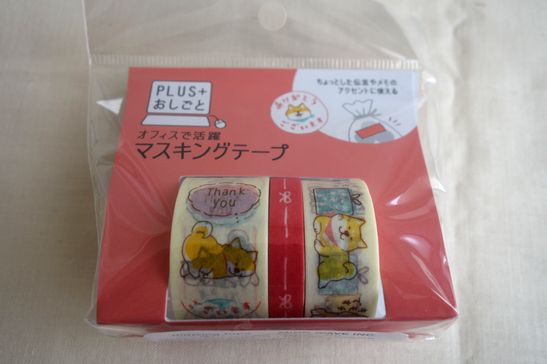 PLUS+
おしごと
オフィスで活躍
マスキングテープ
ありがとう
ございます
ちょっとした伝言やメモの
アクセントに使える
Thank
you